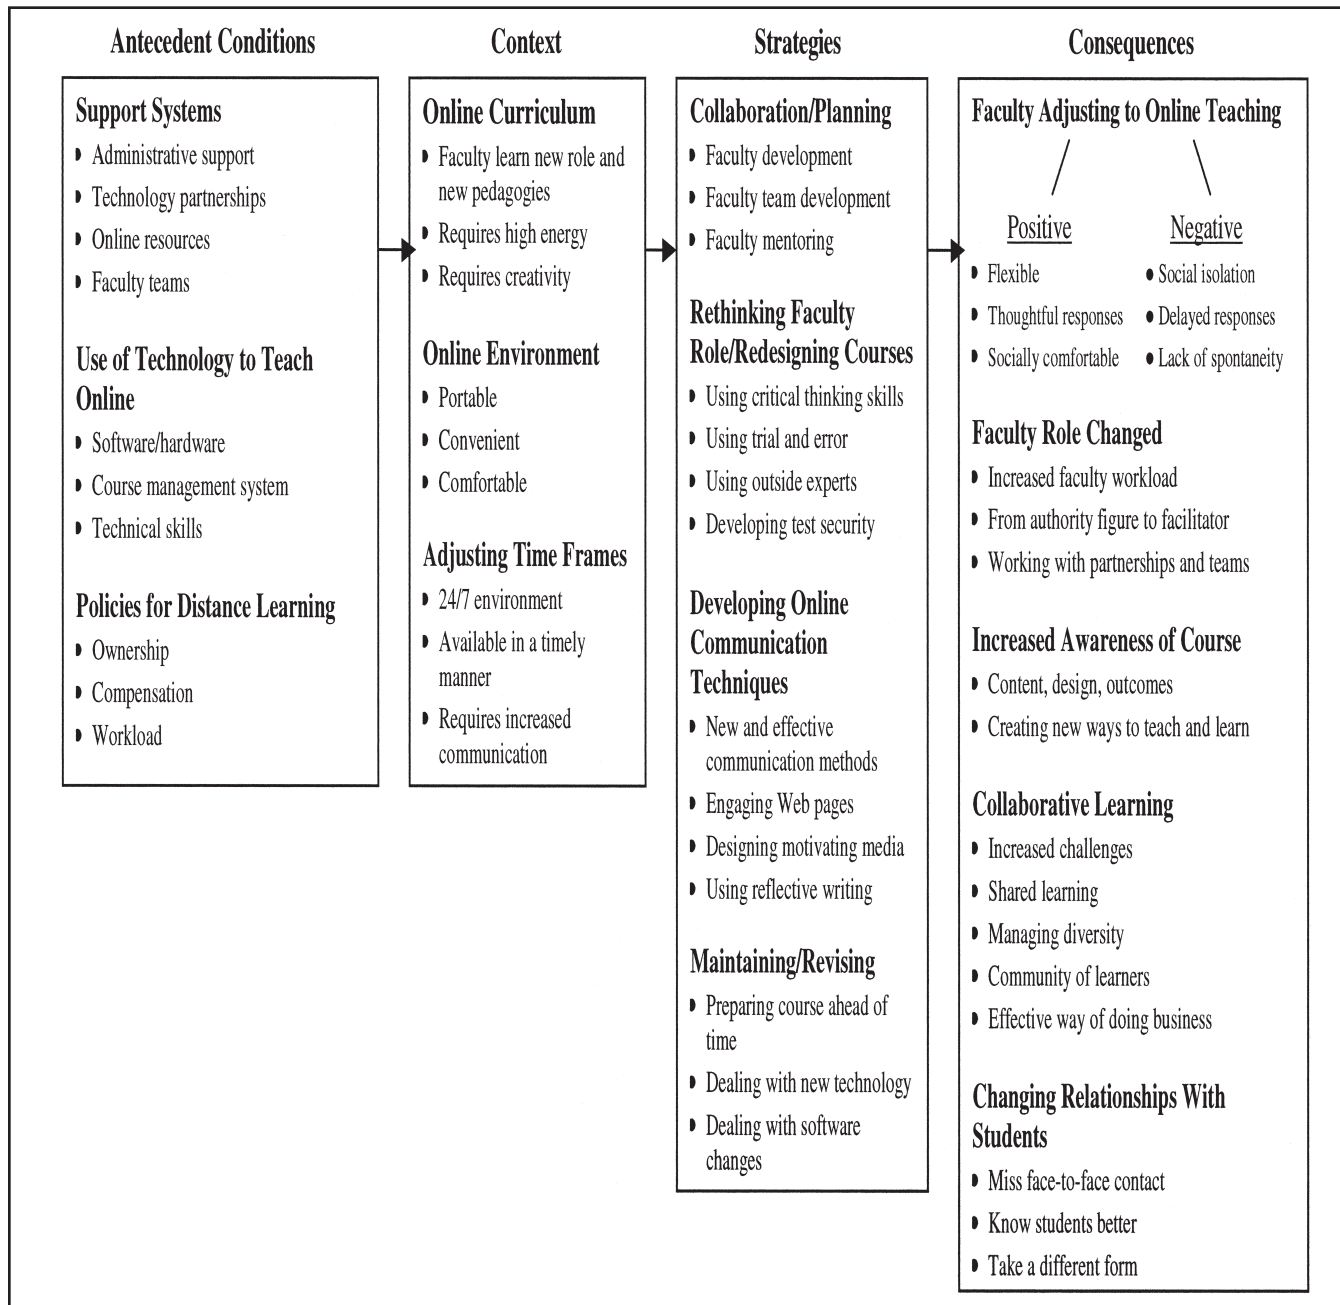 Antecedent Conditions
Support Systems
Administrative support
Technology partnerships
Online resources
Faculty teams
Use of Technology to Teach
Online
Software/hardware
Course management system
Technical skills
Policies for Distance Learning
Ownership
Compensation
Workload
Context
Online Curriculum
Faculty learn new role and
new pedagogies
Requires high energy
Requires creativity
Online Environment
Portable
Convenient
Comfortable
Adjusting Time Frames
24/7 environment
Available in a timely
manner
Requires increased
communication
Strategies
Collaboration/Planning
Faculty development
Faculty team development
Faculty mentoring
Rethinking Faculty
Role/Redesigning Courses
Using critical thinking skills
Using trial and error
Using outside experts
Developing test security
Developing Online
Communication
Techniques
New and effective
communication methods
Engaging Web pages
Designing motivating media
Using reflective writing
Maintaining/Revising
Preparing course ahead of
time
Dealing with new technology
Dealing with software
changes
Consequences
Faculty Adjusting to Online Teaching
Positive
Flexible
Thoughtful responses
Socially comfortable
Negative
Social isolation
Delayed responses
Lack of spontaneity
Faculty Role Changed
Increased faculty workload
From authority figure to facilitator
Working with partnerships and teams
Increased Awareness of Course
Content, design, outcomes
Creating new ways to teach and learn
Collaborative Learning
Increased challenges
Shared learning
Managing diversity
Community of learners
Effective way of doing business
Changing Relationships With
Students
Miss face-to-face contact
Know students better
Take a different form